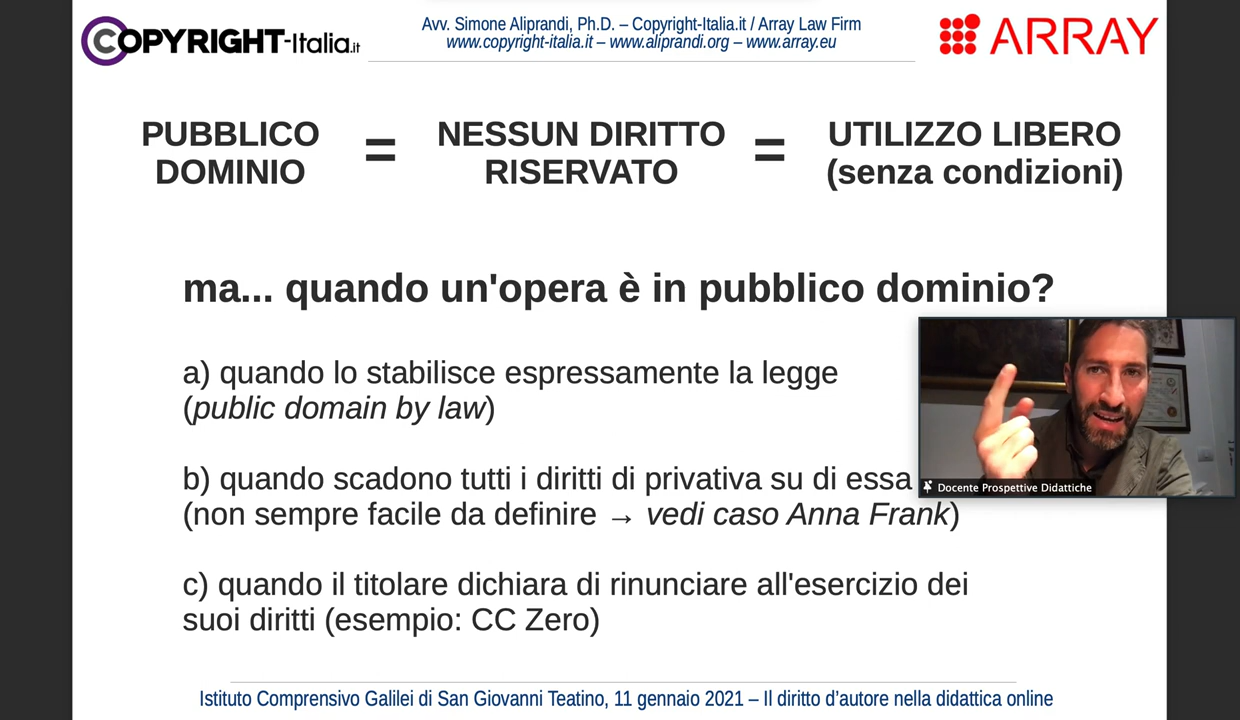 COPYRIGHT-Italia.it
Avv. Simone Aliprandi, Ph.D. – Copyright-Italia.it / Array Law Firm
www.copyright-italia.it – www.aliprandi.org – www.array.eu
ARRAY
PUBBLICO DOMINIO = NESSUN DIRITTO RISERVATO = UTILIZZO LIBERO (senza condizioni)
ma... quando un'opera è in pubblico dominio?
a) quando lo stabilisce espressamente la legge
(public domain by law)
b) quando scadono tutti i diritti di privativa su di essa
(non sempre facile da definire → vedi caso Anna Frank)
c) quando il titolare dichiara di rinunciare all'esercizio dei
suoi diritti (esempio: CC Zero)
Docente Prospettive Didattiche
Istituto Comprensivo Galilei di San Giovanni Teatino, 11 gennaio 2021 – Il diritto d'autore nella didattica online